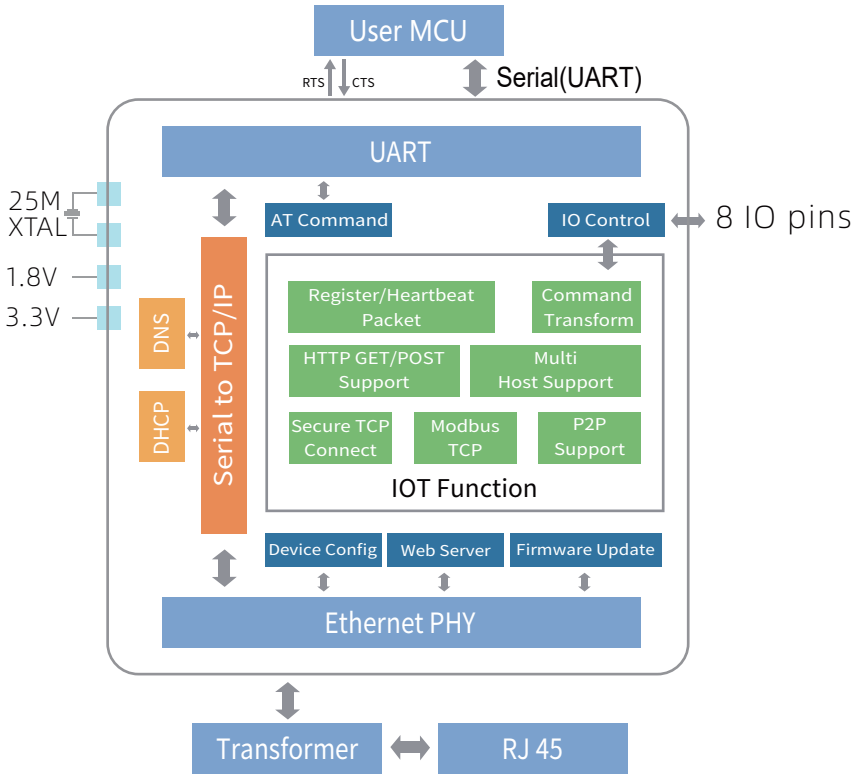 User MCU
RTS
CTS
Serial(UART)
UART
25M
XTAL
1.8V
3.3V
AT Command
IO Control
8 IO pins
DNS
DHCP
Serial to TCP/IP
Register/Heartbeat
Packet
Command
Transform
HTTP GET/POST
Support
Multi
Host Support
Secure TCP
Connect
Modbus
TCP
P2P
Support
IOT Function
Device Config
Web Server
Firmware Update
Ethernet PHY
Transformer
RJ 45